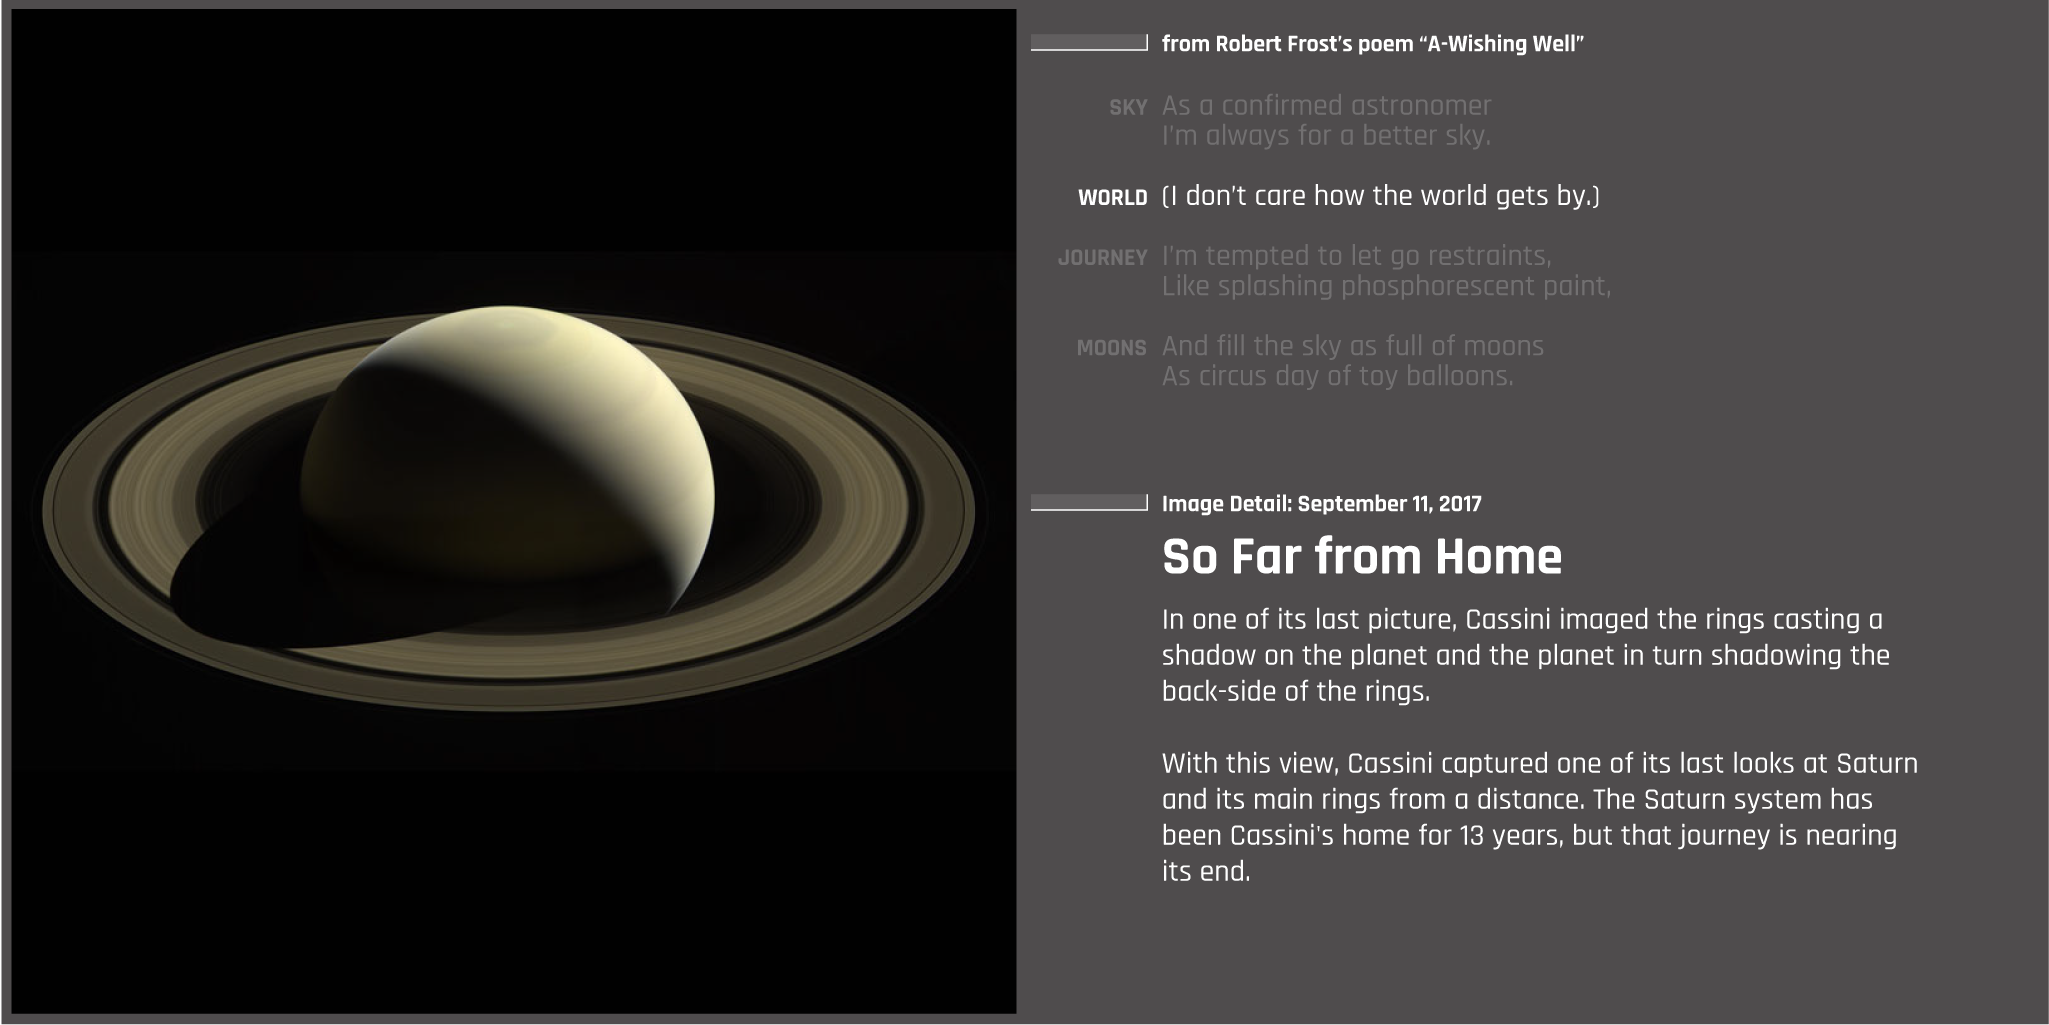 from Robert Frost’s poem “A-Wishing Well”
SKY As a confirmed astronomer
I’m always for a better sky.
WORLD (I don’t care how the world gets by.)
JOURNEY I’m tempted to let go restraints,
Like splashing phosphorescent paint,
MOONS And fill the sky as full of moons
As circus day of toy balloons.
Image Detail: September 11, 2017
So Far from Home
In one of its last picture, Cassini imaged the rings casting a
shadow on the planet and the planet in turn shadowing the
back-side of the rings.
With this view, Cassini captured one of its last looks at Saturn
and its main rings from a distance. The Saturn system has
been Cassini's home for 13 years, but that journey is nearing
its end.